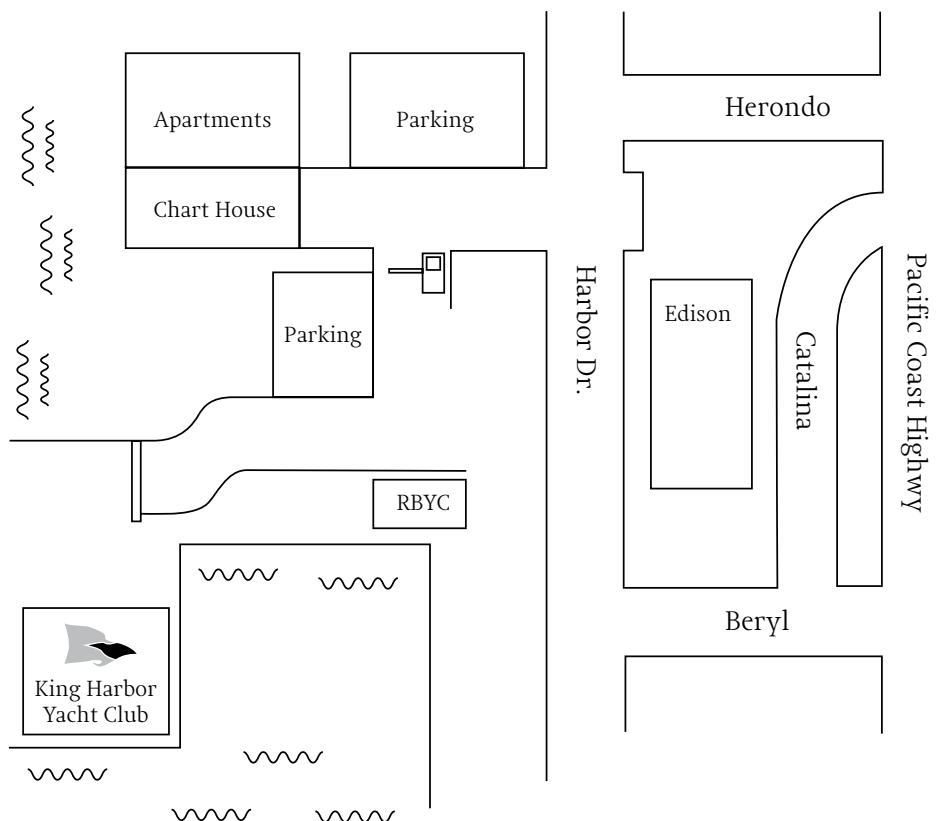 Herondo
Apartments
Parking
Chart House
Harbor Dr.
Pacific Coast Highwy
Edison
Parking
Catalina
RBYC
Beryl
King Harbor
Yacht Club